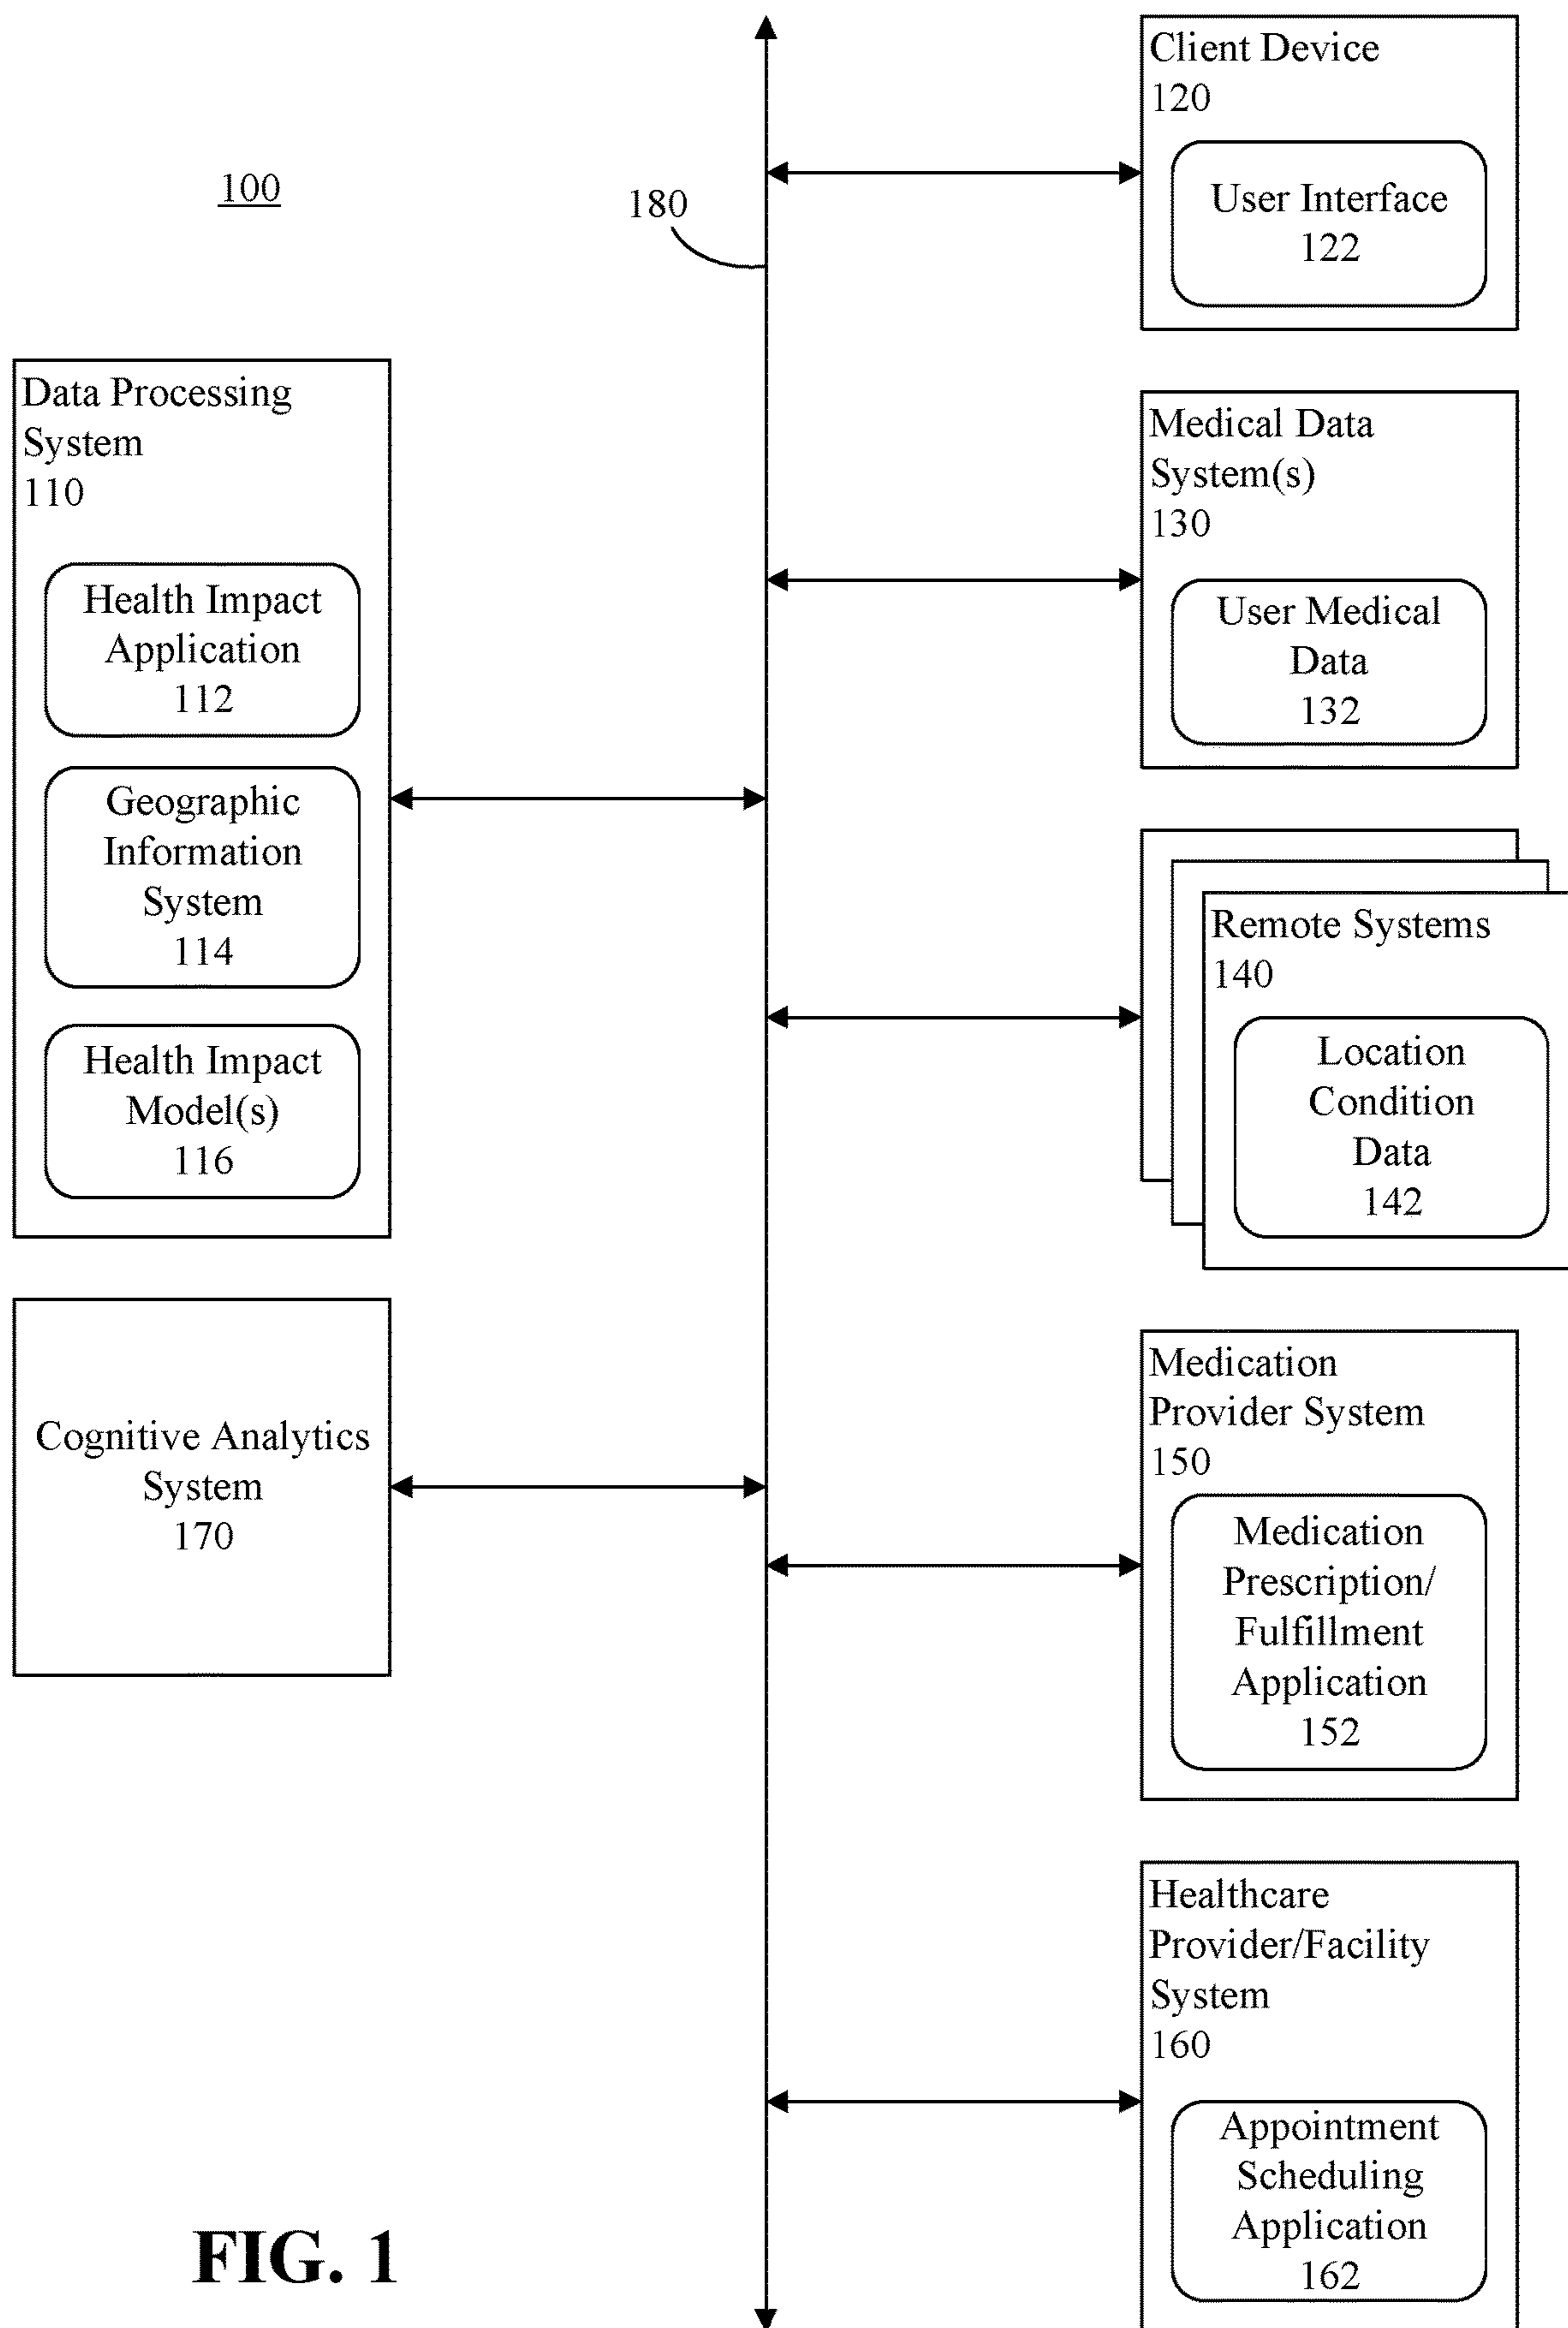 100
180
Client Device
120
User Interface
122
Data Processing
System
110
Health Impact
Application
112
Geographic
Information
System
114
Health Impact
Model(s)
116
Medical Data
System(s)
130
User Medical
Data
132
Remote Systems
140
Location
Condition
Data
142
Cognitive Analytics
System
170
Medication
Provider System
150
Medication
Prescription/
Fulfillment
Application
152
Healthcare
Provider/Facility
System
160
Appointment
Scheduling
Application
162
FIG. 1